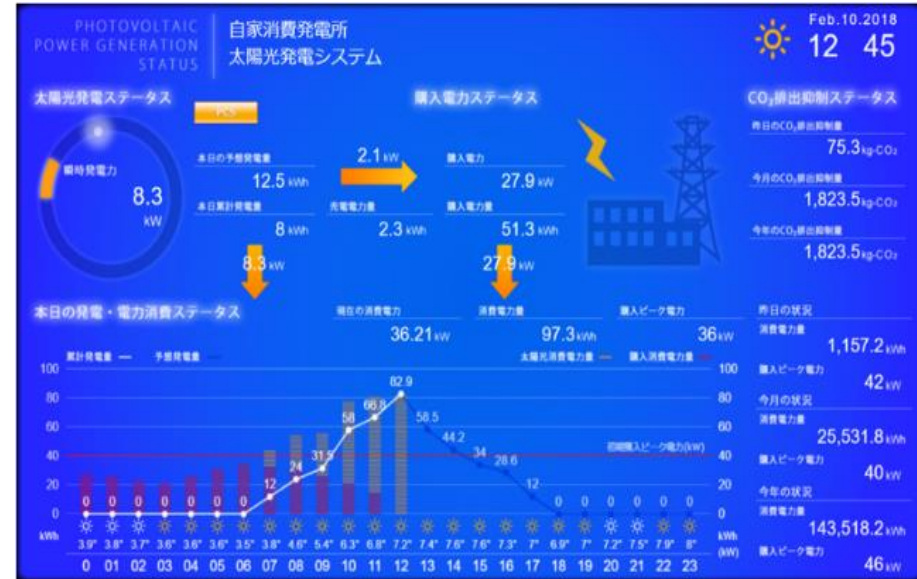 PHOTOVOLTAIC
POWER GENERATION
STATUS
自家消費発電所
太陽光発電システム
Feb.10.2018
12 45
太陽光発電ステータス
瞬時発電力
8.3
kW
PCS
本日の予想発電量
12.5 kWh
本日累計発電量
8 kWh
8.3 kW
2.1 kW
充電電力量
2.3 kWh
購入電力ステータス
購入電力
27.9 kW
購入電力量
51.3 kWh
27.9 kW
CO₂排出抑制ステータス
昨日のCO₂排出抑制量
75.3 kg-CO₂
今月のCO₂排出抑制量
1,823.5 kg-CO₂
今年のCO₂排出抑制量
1,823.5 kg-CO₂
本日の発電・電力消費ステータス
現在の消費電力
36.21 kW
消費電力量
97.3 kWh
購入ピーク電力
36 kW
累計発電量
予想発電量
太陽光消費電力量
購入消費電力量
100
80
60
40
20
0
kWh
0 0 0 0 0 0 0 12 24 31.5 58 66.8 82.9 58.5 44.2 34 28.6 12 0 0 0 0 0 0
初期購入ピーク電力(kW)
100
80
60
40
20
0
kWh
(kW)
3.9° 3.8° 3.7° 3.6° 3.6° 3.6° 3.5° 3.8° 4.6° 5.4° 6.3° 6.8° 7.2° 7.4° 7.6° 7.6° 7.3° 7° 6.9° 7° 7.2° 7.5° 7.9° 8°
0 01 02 03 04 05 06 07 08 09 10 11 12 13 14 15 16 17 18 19 20 21 22 23
昨日の状況
消費電力量
1,157.2 kWh
購入ピーク電力
42 kW
今月の状況
消費電力量
25,531.8 kWh
購入ピーク電力
40 kW
今年の状況
消費電力量
143,518.2 kWh
購入ピーク電力
46 kW